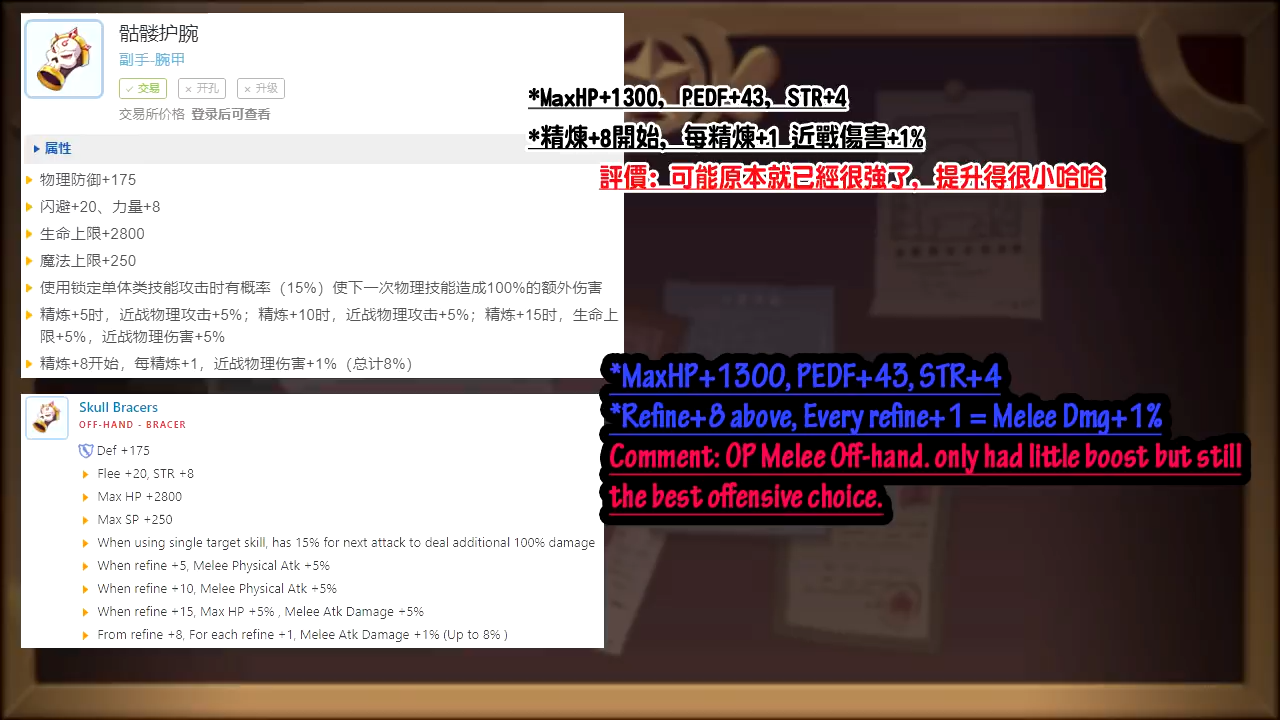 骷髅护腕
副手-腕甲
✓ 交易 × 开孔 × 升级
交易所价格 登录后可查看
属性
物理防御+175
闪避+20、力量+8
生命上限+2800
魔法上限+250
使用锁定单体类技能攻击时有概率（15%）使下一次物理技能造成100%的额外伤害
精炼+5时，近战物理攻击+5%；精炼+10时，近战物理攻击+5%；精炼+15时，生命上
限+5%，近战物理伤害+5%
精炼+8开始，每精炼+1，近战物理伤害+1%（总计8%）
*MaxHP+1300, PEDF+43, STR+4
*精煉+8開始, 每精煉+1 近戰傷害+1%
評價: 可能原本就已經很強了, 提升得很小哈哈
Skull Bracers
OFF-HAND - BRACER
Def +175
Flee +20, STR +8
Max HP +2800
Max SP +250
When using single target skill, has 15% for next attack to deal additional 100% damage
When refine +5, Melee Physical Atk +5%
When refine +10, Melee Physical Atk +5%
When refine +15, Max HP +5% , Melee Atk Damage +5%
From refine +8, For each refine +1, Melee Atk Damage +1% (Up to 8% )
*MaxHP+1300, PEDF+43, STR+4
*Refine+8 above, Every refine+1 = Melee Dmg+1%
Comment: OP Melee Off-hand. only had little boost but still
the best offensive choice.